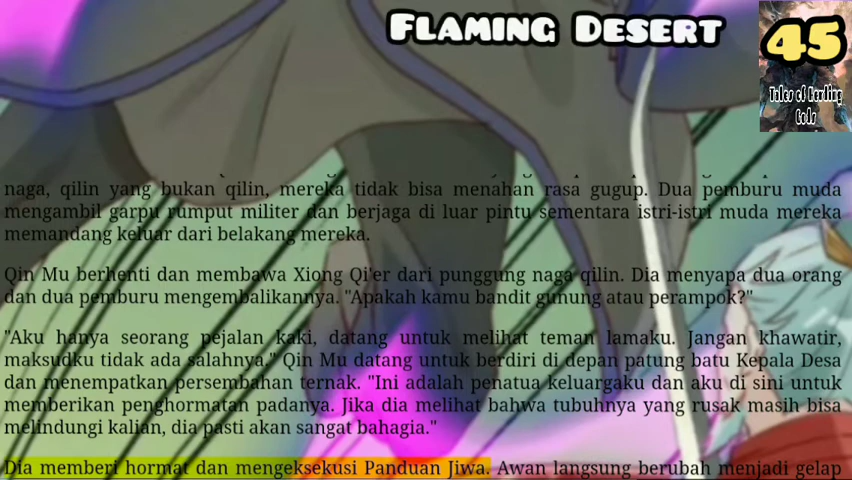 FLAMING DESERT
45
Tales of Herding
Gods
naga, qilin yang bukan qilin, mereka tidak bisa menahan rasa gugup. Dua pemburu muda
mengambil garpu rumput militer dan berjaga di luar pintu sementara istri-istri muda mereka
memandang keluar dari belakang mereka.
Qin Mu berhenti dan membawa Xiong Qi'er dari punggung naga qilin. Dia menyapa dua orang
dan dua pemburu mengembalikannya. "Apakah kamu bandit gunung atau perampok?"
"Aku hanya seorang pejalan kaki, datang untuk melihat teman lamaku. Jangan khawatir,
maksudku tidak ada salahnya." Qin Mu datang untuk berdiri di depan patung batu Kepala Desa
dan menempatkan persembahan ternak. "Ini adalah penatua keluargaku dan aku di sini untuk
memberikan penghormatan padanya. Jika dia melihat bahwa tubuhnya yang rusak masih bisa
melindungi kalian, dia pasti akan sangat bahagia."
Dia memberi hormat dan mengeksekusi Panduan Jiwa. Awan langsung berubah menjadi gelap